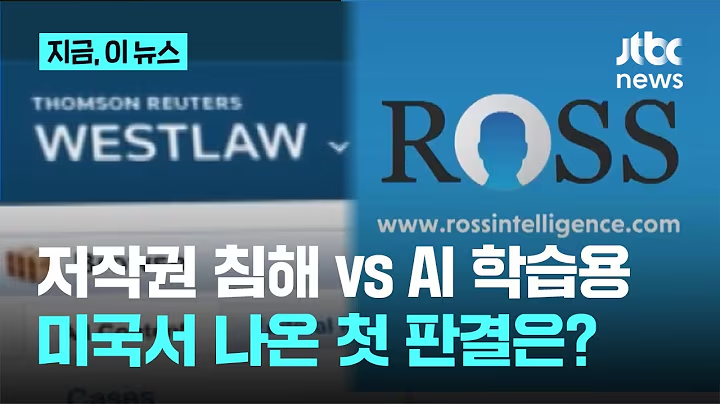 지금, 이 뉴스
jtbc
news
THOMSON REUTERS
WESTLAW
ROSS
www.rossintelligence.com
저작권 침해 vs AI 학습용
미국서 나온 첫 판결은?
Cases